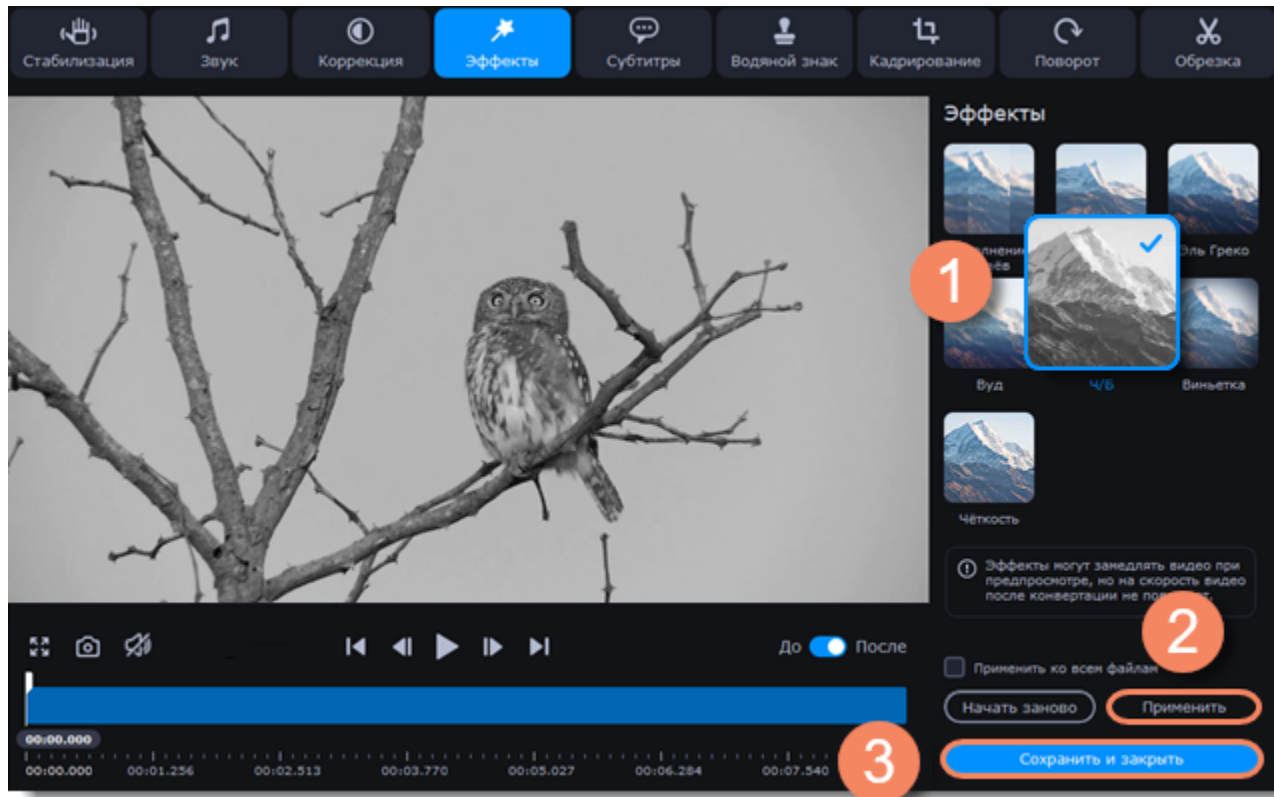 Стабилизация
Звук
Коррекция
Эффекты
Субтитры
Водяной знак
Кадрирование
Поворот
Обрезка
Эффекты
Эль Греко
1
Вуд
Ч/Б
Виньетка
Чёткость
Эффекты могут замедлять видео при
предпросмотре, но на скорость видео
после конвертации не
2
До
После
Применить ко всем файлам
Начать заново
Применить
00:00.000
00:00.000
00:01.256
00:02.513
00:03.770
00:05.027
00:06.284
00:07.540
3
Сохранить и закрыть